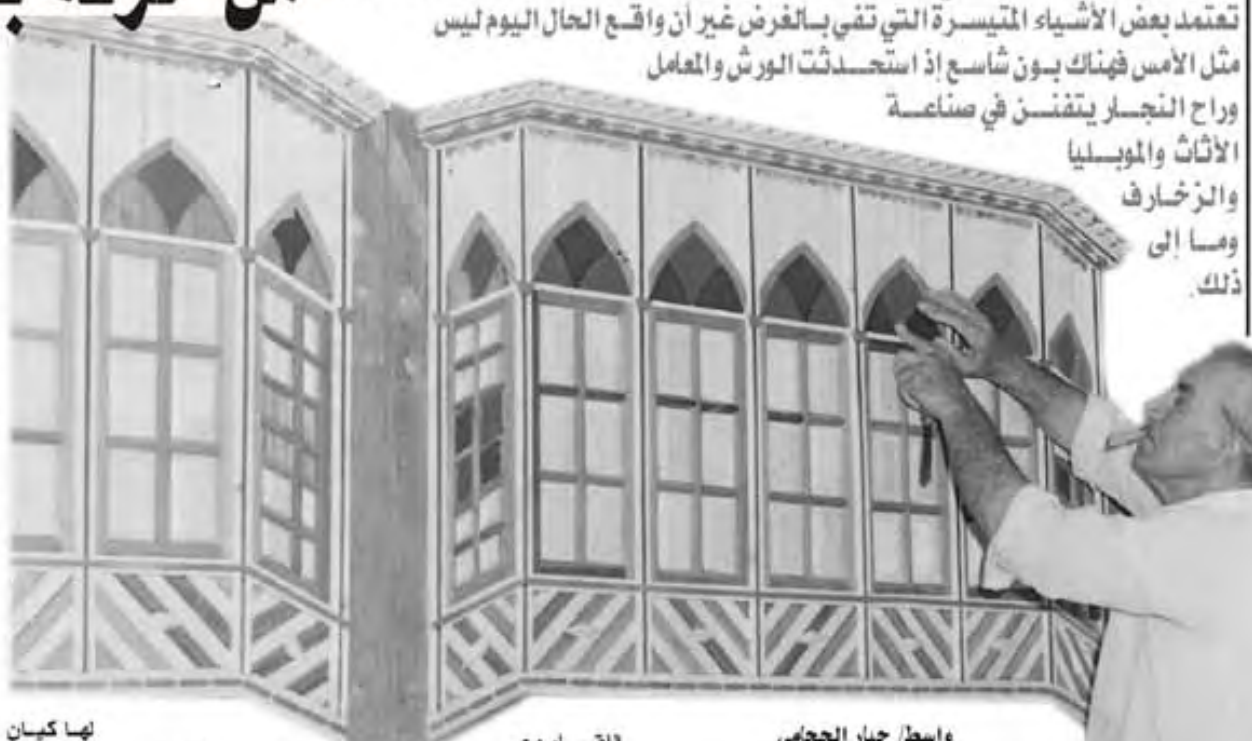 من حرفة
تعتمد بعض الأشياء المتيسرة التي تفي بالغرض غير أن واقع الحال اليوم ليس
مثل الأمس فهناك بون شاسع إذ استحدثت الورش والمعامل
وراح النجار يتفنن في صناعة
الأثاث والموبليا
والزخارف
وما إلى
ذلك.
واسط/ جبار الحجامي
لها كيان